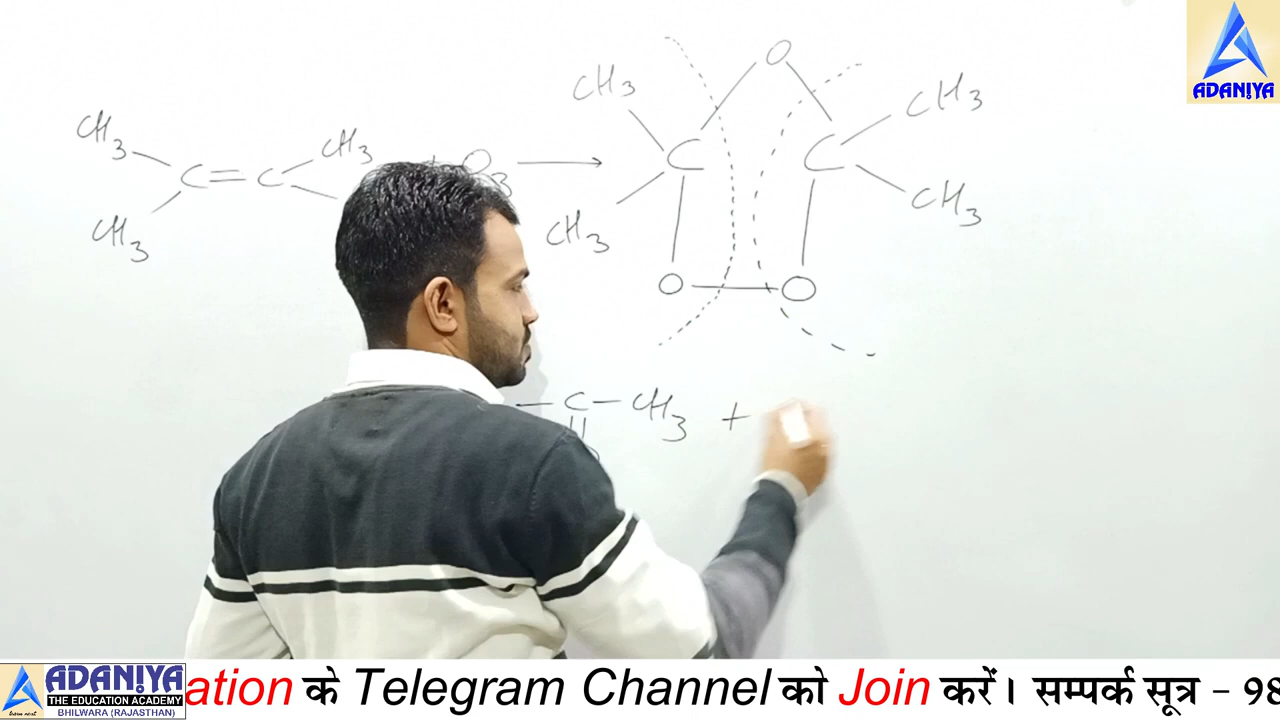 CH3 CH3 O CH3
CH3 C = C CH3 + O3 → C C
CH3 CH3 CH3
O O
C — CH3 +
ADANIYA
ADANIYA
THE EDUCATION ACADEMY
BHILWARA (RAJASTHAN)
ation के Telegram Channel को Join करें। सम्पर्क सूत्र - 98